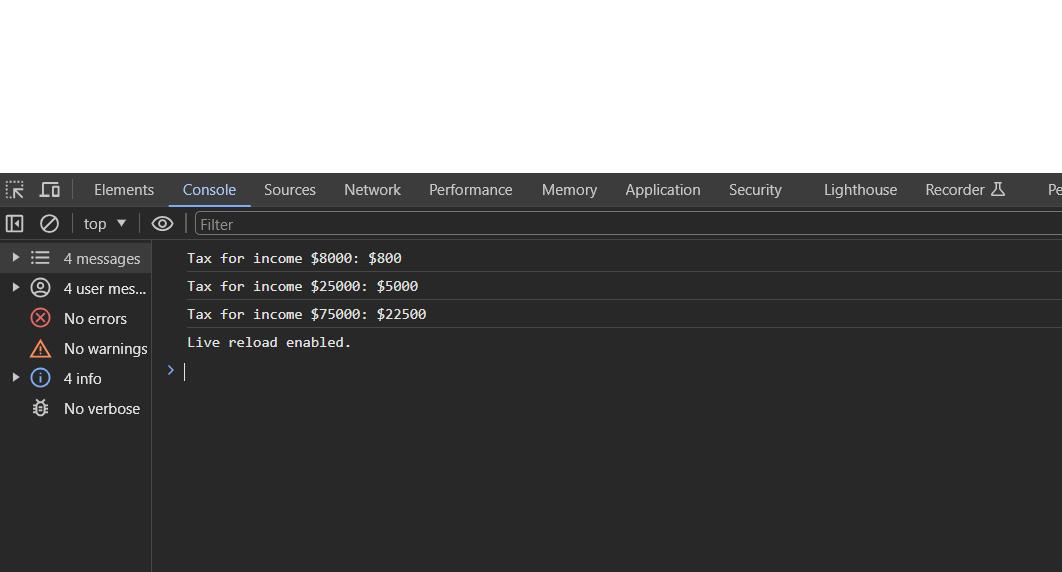 Elements Console Sources Network Performance Memory Application Security Lighthouse Recorder Pe
top Filter
4 messages
4 user mes...
No errors
No warnings
4 info
No verbose
Tax for income $8000: $800
Tax for income $25000: $5000
Tax for income $75000: $22500
Live reload enabled.
>